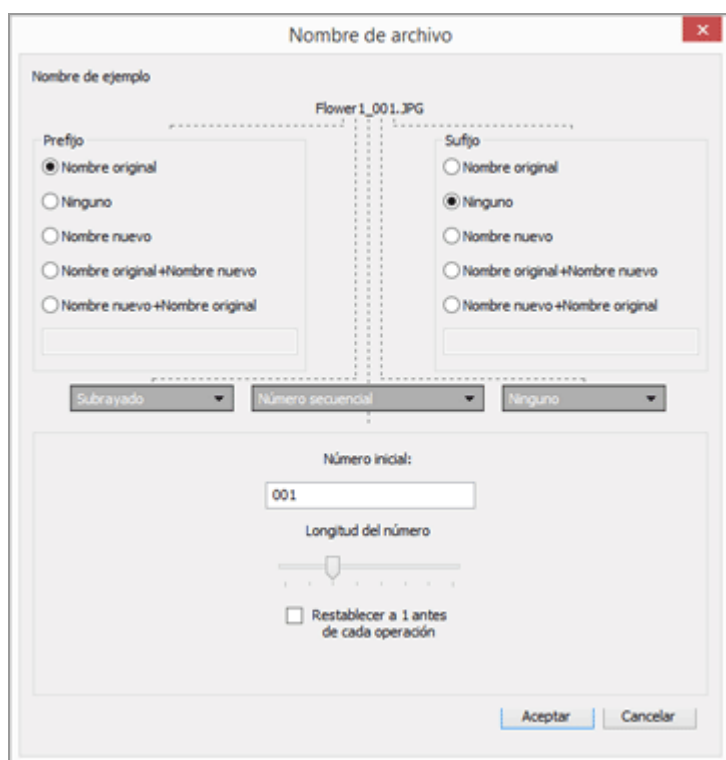 Nombre de archivo
Nombre de ejemplo
Flower1_001.JPG
Prefijo
Nombre original
Ninguno
Nombre nuevo
Nombre original+Nombre nuevo
Nombre nuevo+Nombre original
Sufijo
Nombre original
Ninguno
Nombre nuevo
Nombre original+Nombre nuevo
Nombre nuevo+Nombre original
Subrayado
Número secuencial
Ninguno
Número inicial:
001
Longitud del número
Restablecer a 1 antes
de cada operación
Aceptar
Cancelar